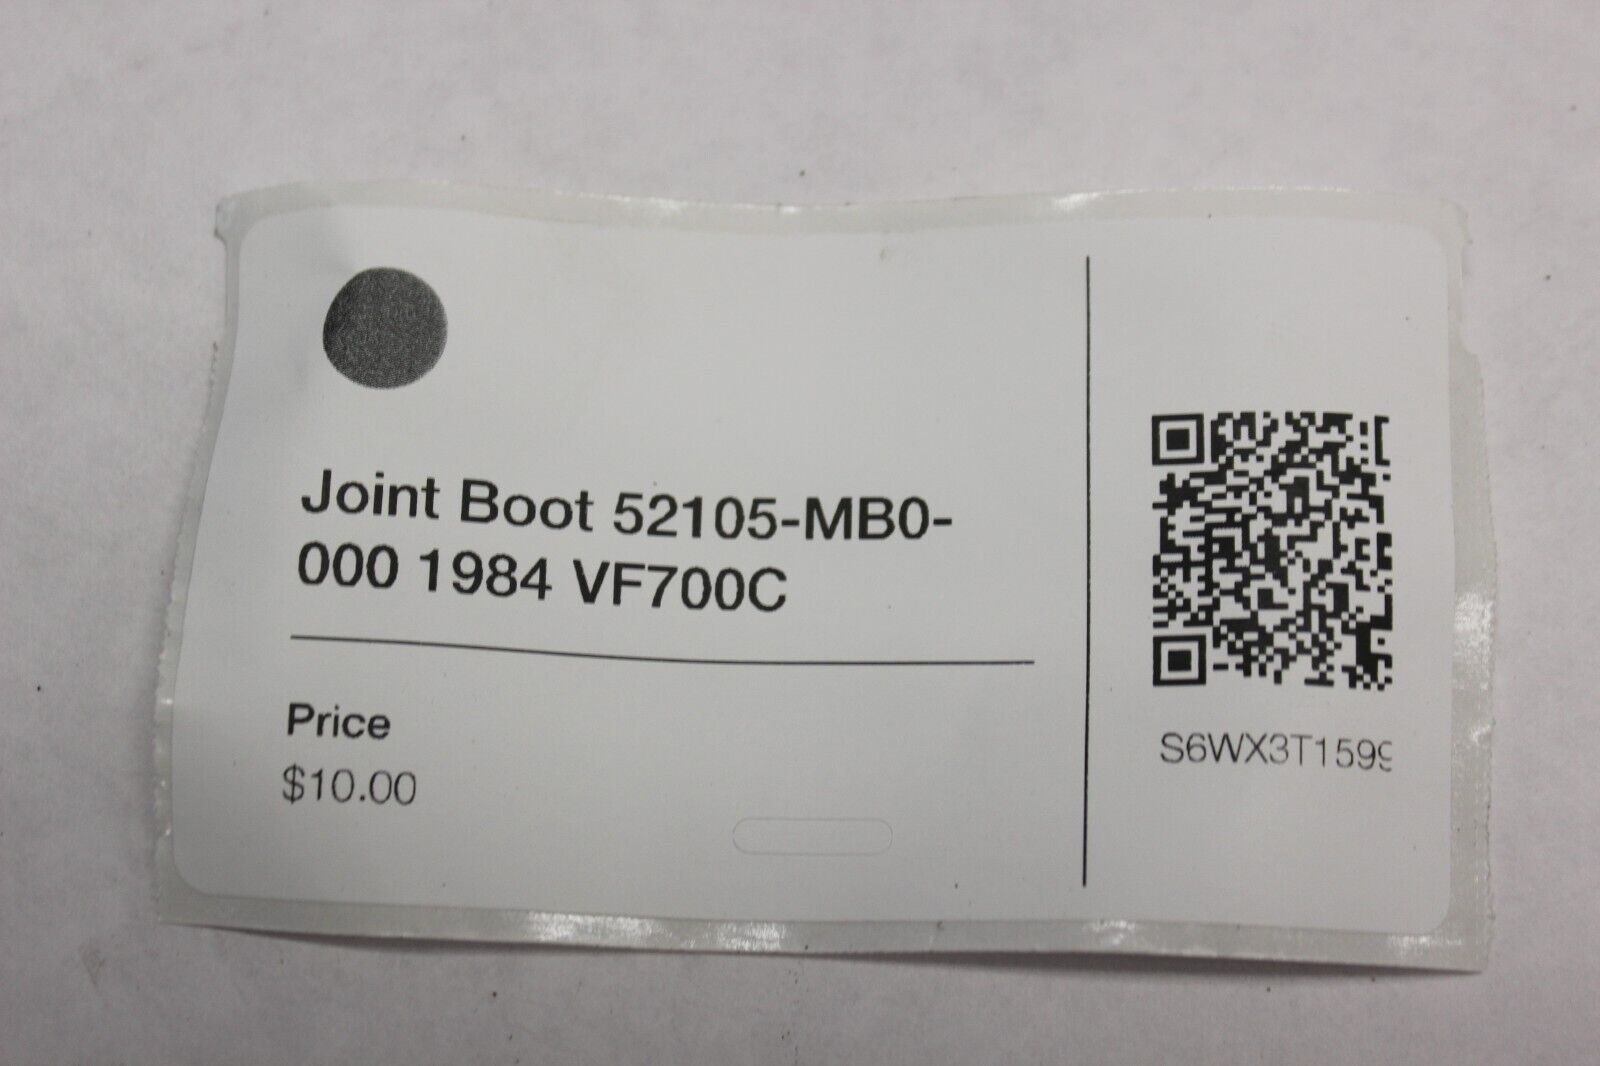 Joint Boot 52105-MB0-
000 1984 VF700C
Price
$10.00
S6WX3T1599